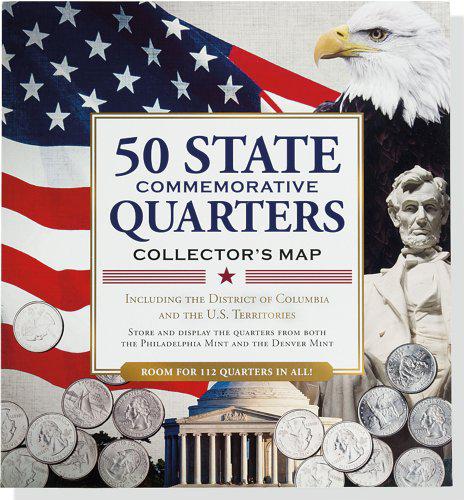 50 STATE
COMMEMORATIVE
QUARTERS
COLLECTOR'S MAP
INCLUDING THE DISTRICT OF COLUMBIA
AND THE U.S. TERRITORIES
STORE AND DISPLAY THE QUARTERS FROM BOTH
THE PHILADELPHIA MINT AND THE DENVER MINT
ROOM FOR 112 QUARTERS IN ALL!